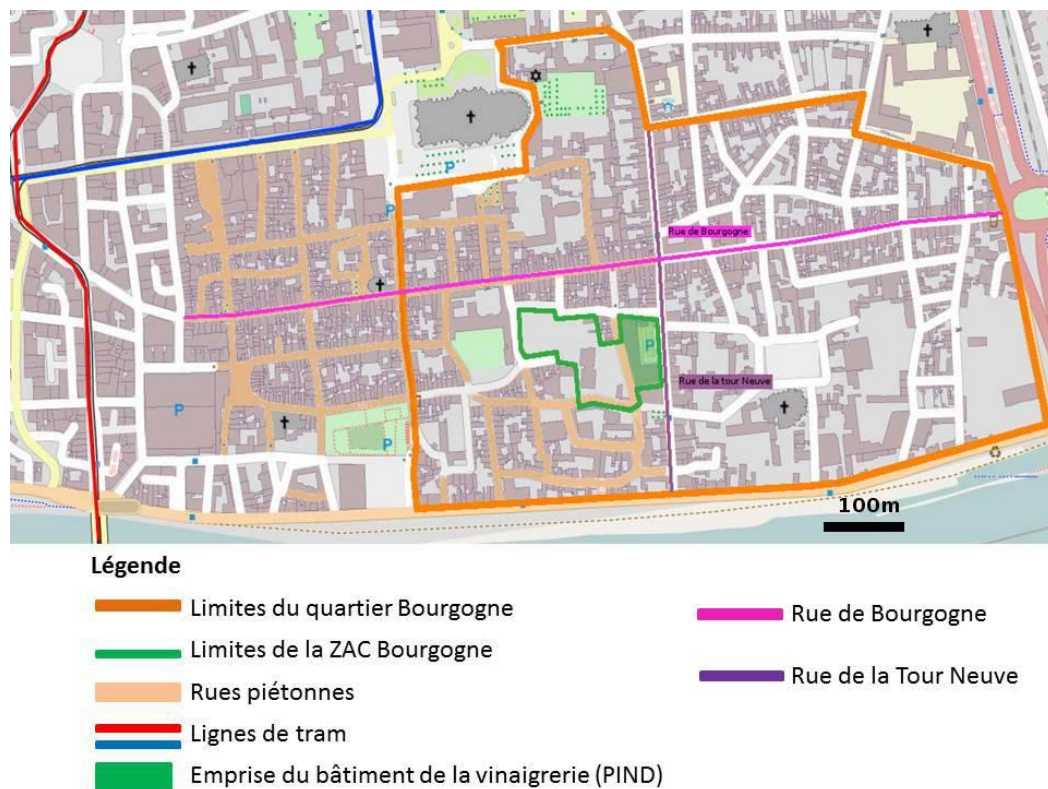 P
P
Rue de Bourgogne
P
Rue de la tour Neuve
P
P
100m
Légende
Limites du quartier Bourgogne
Rue de Bourgogne
Limites de la ZAC Bourgogne
Rues piétonnes
Rue de la Tour Neuve
Lignes de tram
Emprise du bâtiment de la vinaigrerie (PIND)